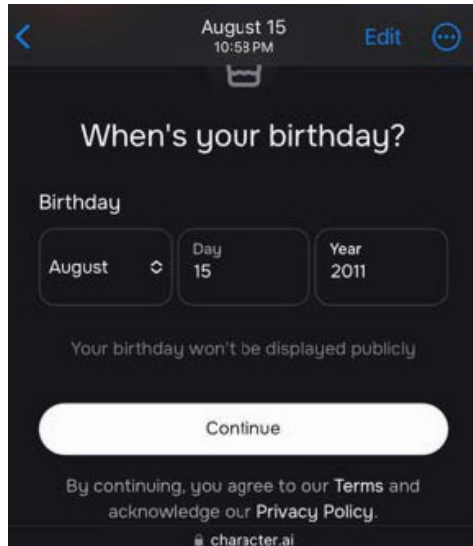 August 15
10:53 PM
Edit
When's your birthday?
Birthday
August
Day
15
Year
2011
Your birthday won't be displayed publicly
Continue
By continuing, you agree to our Terms and
acknowledge our Privacy Policy.
character.ai